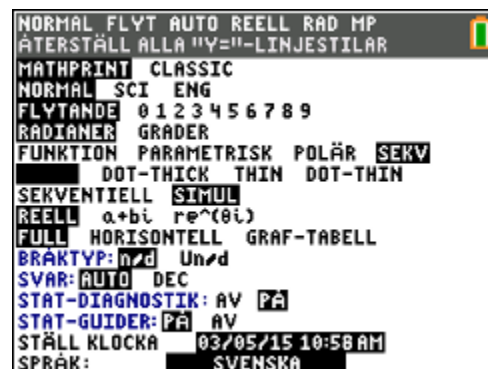 NORMAL FLYT AUTO REELL RAD MP
ÅTERSTÄLL ALLA "Y="-LINJESTILAR
MATHPRINT CLASSIC
NORMAL SCI ENG
FLYTANDE 0 1 2 3 4 5 6 7 8 9
RADIANER GRADER
FUNKTION PARAMETRISK POLÄR SEKV
DOT-THICK THIN DOT-THIN
SEKVENTIELL SIMUL
REELL a+bi re^(θi)
FULL HORISONTELL GRAF-TABELL
BRÅKTYP: n/d Un/d
SVAR: AUTO DEC
STAT-DIAGNOSTIK: AV PÅ
STAT-GUIDER: PÅ AV
STÄLL KLOCKA 03/05/15 10:58 AM
SPRÅK: SVENSKA